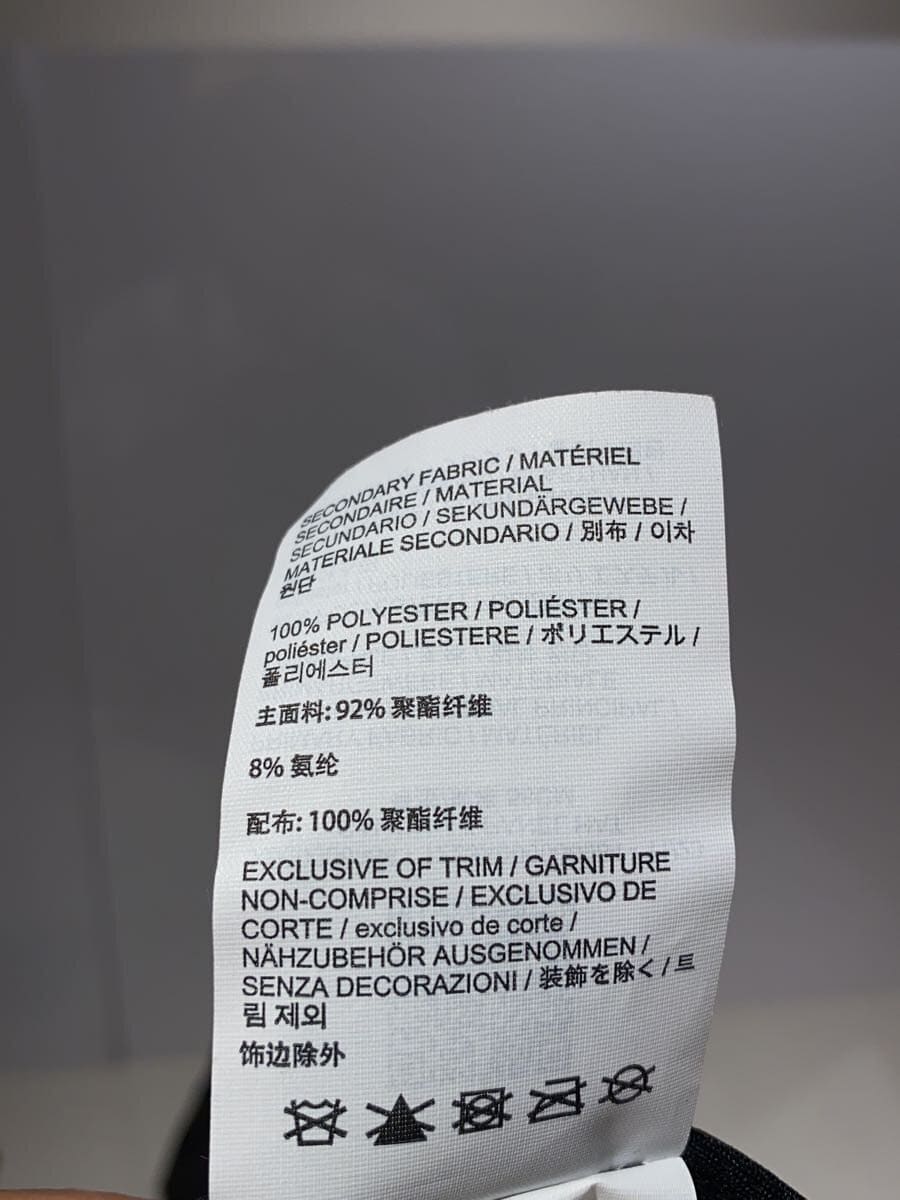 SECONDARY FABRIC / MATÉRIEL
SECONDAIRE / MATERIAL
SECUNDARIO / SEKUNDÄRGEWEBE /
MATERIALE SECONDARIO / 別布 / 이차
원단
100% POLYESTER / POLIÉSTER /
poliéster / POLIESTERE / ポリエステル /
폴리에스터
主面料: 92% 聚酯纤维
8% 氨纶
配布: 100% 聚酯纤维
EXCLUSIVE OF TRIM / GARNITURE
NON-COMPRISE / EXCLUSIVO DE
CORTE / exclusivo de corte /
NÄHZUBEHÖR AUSGENOMMEN /
SENZA DECORAZIONI / 装飾を除く / 트
림 제외
饰边除外